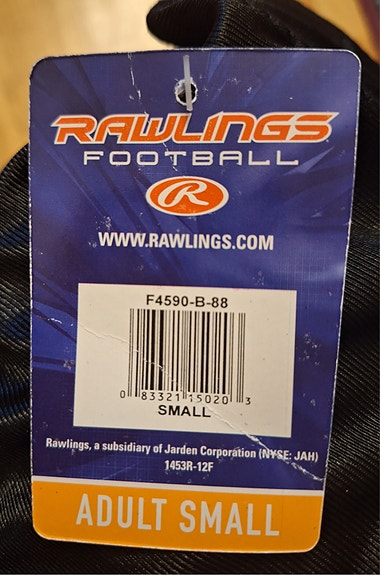 RAWLINGS
FOOTBALL
R
WWW.RAWLINGS.COM
F4590-B-88
0 83321 15020 3
SMALL
Rawlings, a subsidiary of Jarden Corporation (NYSE: JAH)
1453R-12F
ADULT SMALL